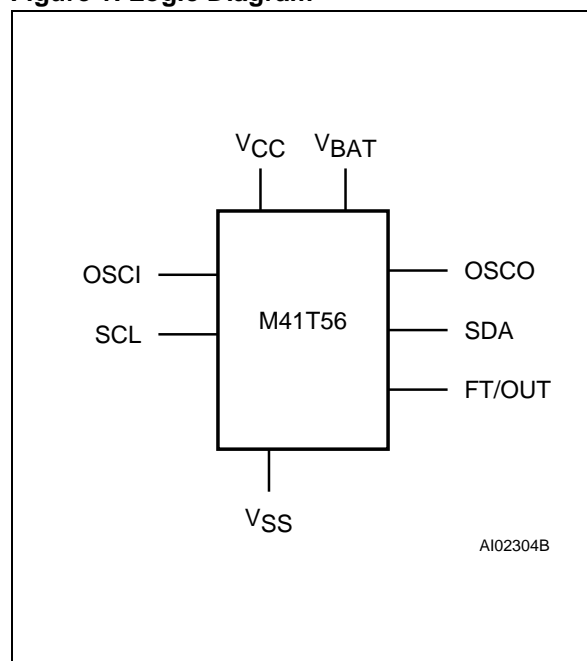 Figure 1. Logic Diagram
VCC VBAT
OSCI
OSCO
M41T56
SCL
SDA
FT/OUT
VSS
AI02304B